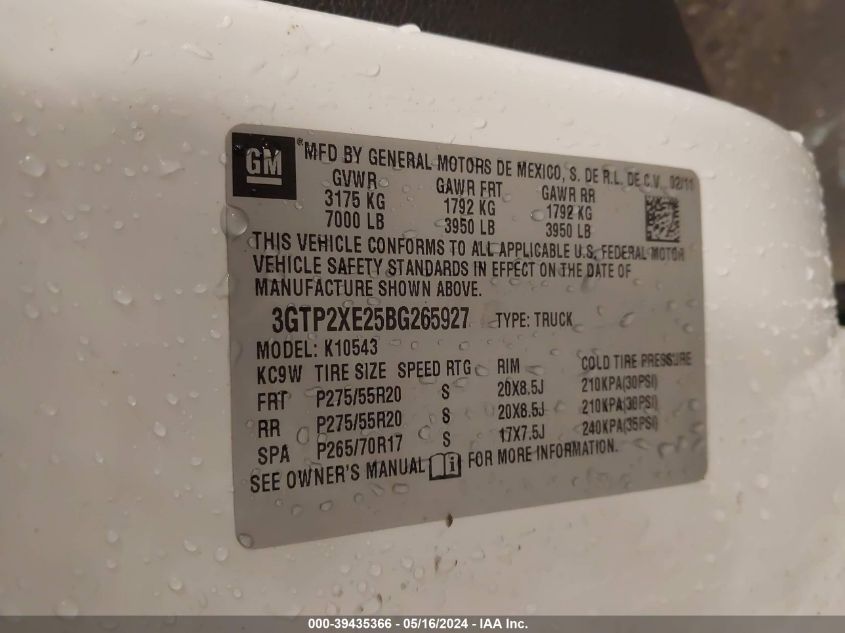 GM ® MFD BY GENERAL MOTORS DE MEXICO, S. DE R.L. DE C.V. 02/11
GVWR GAWR FRT GAWR RR
3175 KG 1792 KG 1792 KG
7000 LB 3950 LB 3950 LB
THIS VEHICLE CONFORMS TO ALL APPLICABLE U.S. FEDERAL MOTOR
VEHICLE SAFETY STANDARDS IN EFFECT ON THE DATE OF
MANUFACTURE SHOWN ABOVE.
3GTP2XE25BG265927 TYPE: TRUCK
MODEL: K10543
KC9W TIRE SIZE SPEED RTG RIM COLD TIRE PRESSURE
FRT P275/55R20 S 20X8.5J 210KPA(30PSI)
RR P275/55R20 S 20X8.5J 210KPA(30PSI)
SPA P265/70R17 S 17X7.5J 240KPA(35PSI)
SEE OWNER'S MANUAL i FOR MORE INFORMATION.
000-39435366 - 05/16/2024 - IAA Inc.